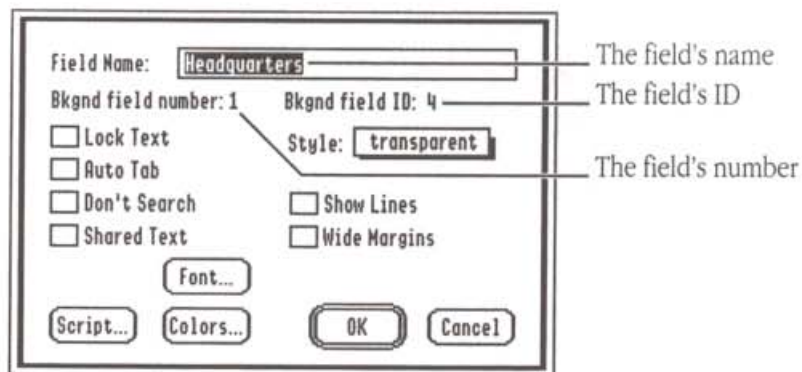 Field Name: Headquarters
The field's name
Bkgnd field number: 1 Bkgnd field ID: 4
The field's ID
Lock Text
Style: transparent
Auto Tab
The field's number
Don't Search
Show Lines
Shared Text
Wide Margins
Font...
Script... Colors... OK Cancel